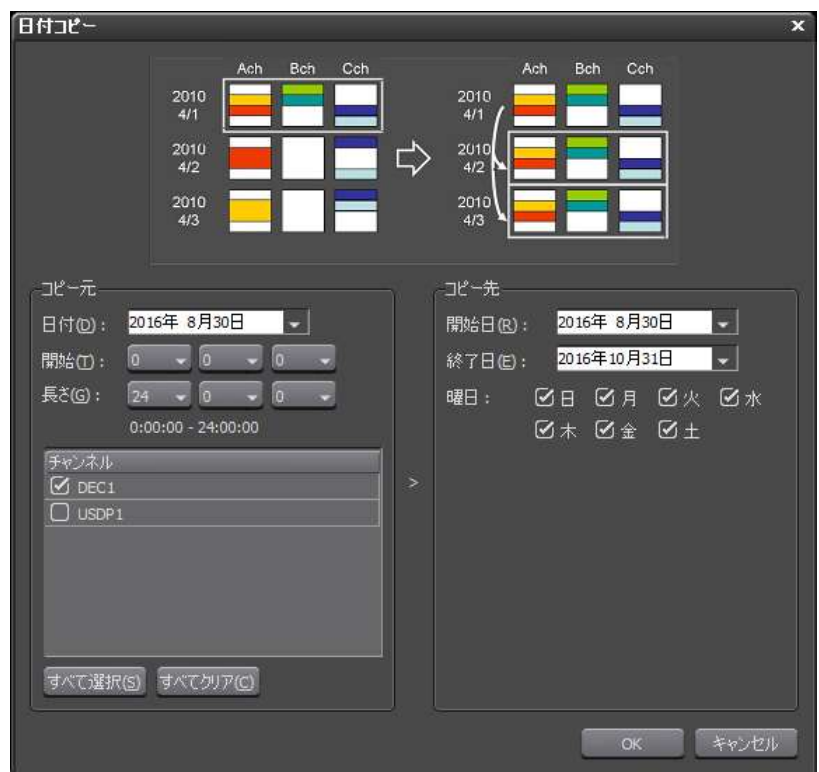 日付コピー
Ach Bch Cch
2010
4/1
2010
4/2
2010
4/3
Ach Bch Cch
2010
4/1
2010
4/2
2010
4/3
コピー元
日付(D): 2016年 8月30日
開始(T): 0 0 0
長さ(G): 24 0 0
0:00:00 - 24:00:00
チャンネル
DEC1
USDP1
すべて選択(S) すべてクリア(C)
>
コピー先
開始日(R): 2016年 8月30日
終了日(E): 2016年10月31日
曜日: 日 月 火 水
木 金 土
OK キャンセル